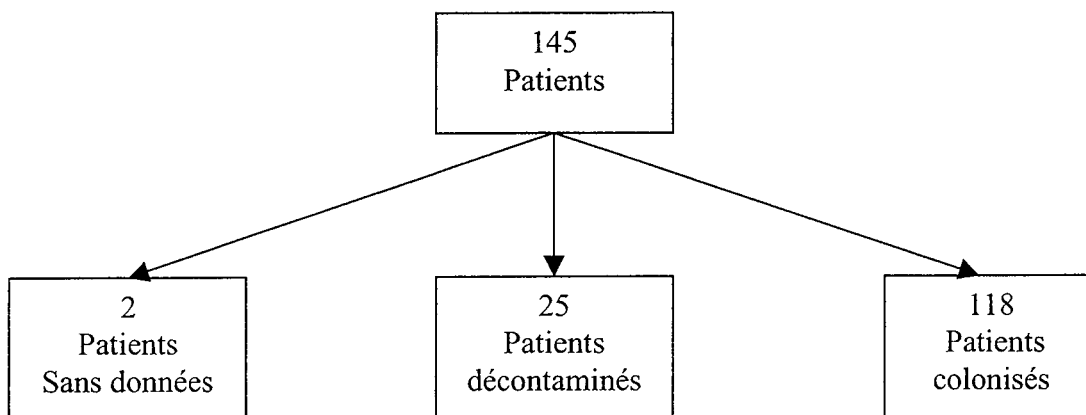 145
Patients
2
Patients
Sans données
25
Patients
décontaminés
118
Patients
colonisés